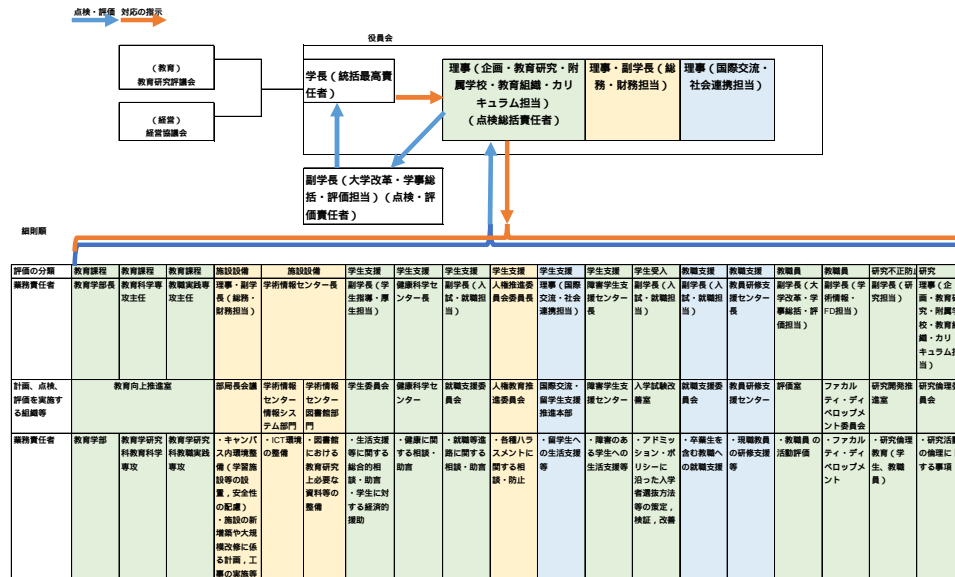 点検・評価 対応の指示
役員会
（教育）
教育研究評議会
（経営）
経営協議会
学長（統括最高責
任者）
理事（企画・教育研究・附
属学校・教育組織・カリ
キュラム担当）
（点検総括責任者）
理事・副学長（総
務・財務担当）
理事（国際交流・
社会連携担当）
副学長（大学改革・学事総
括・評価担当）（点検・評
価責任者）
細則順
評価の分類 教育課程 教育課程 教育課程 施設設備 施設設備 学生支援 学生支援 学生支援 学生支援 学生支援 学生支援 学生受入 教職支援 教職支援 教職員 教職員 研究不正防止 研究
業務責任者
教育学部長
教育科学専
攻主任
教職実践専
攻主任
理事・副学
長（総務・
財務担当）
学術情報センター長
副学長（学
生指導・厚
生担当）
健康科学セ
ンター長
副学長（入
試・就職担
当）
人権推進委
員会委員長
理事（国際
交流・社会
連携担当）
障害学生支
援センター
長
副学長（入
試・就職担
当）
副学長（入
試・就職担
当）
教員研修支
援センター
長
副学長（大
学改革・学
事総括・評
価担当）
副学長（学
術情報・
FD担当）
副学長（研
究担当）
理事（企
画・教育研
究・附属学
校・教育組
織・カリ
キュラム担
当）
計画、点検、
評価を実施す
る組織等
教育向上推進室
部局長会議
学術情報
センター
情報シス
テム部門
学術情報
センター
図書館部
門
学生委員会
健康科学セ
ンター
就職支援委
員会
人権教育推
進委員会
国際交流・
留学生支援
推進本部
障害学生支
援センター
入学試験改
善室
就職支援委
員会
教員研修支
援センター
評価室
ファカル
ティ・ディ
ベロップメ
ント委員会
研究開発推
進室
研究倫理委
員会
業務責任者
教育学部
教育学研究
科教育科学
専攻
教育学研究
科教職実践
専攻
・キャンパ
ス内環境整
備（学習施
設等の設
置，安全性
の配慮）
・施設の新
増築や大規
模改修に係
る計画，工
事の実施等
・ICT環境
の整備
・図書館
における
教育研究
上必要な
資料等の
整備
・生活支援
等に関する
総合的相
談・助言
・学生に対
する経済的
援助
・健康に関
する相談・
助言
・就職等進
路に関する
相談・助言
・各種ハラ
スメントに
関する相
談・防止
・留学生へ
の生活支援
等
・障害のあ
る学生への
生活支援等
・アドミッ
ション・ポ
リシーに
沿った入学
者選抜方法
等の策定，
検証，改善
・卒業生を
含む教職へ
の就職支援
・現職教員
の研修支援
等
・教職員 の
活動評価
・ファカル
ティ・ディ
ベロップメ
ント
・研究倫理
教育（学
生、教職
員）
・研究活動
の倫理に
する事項